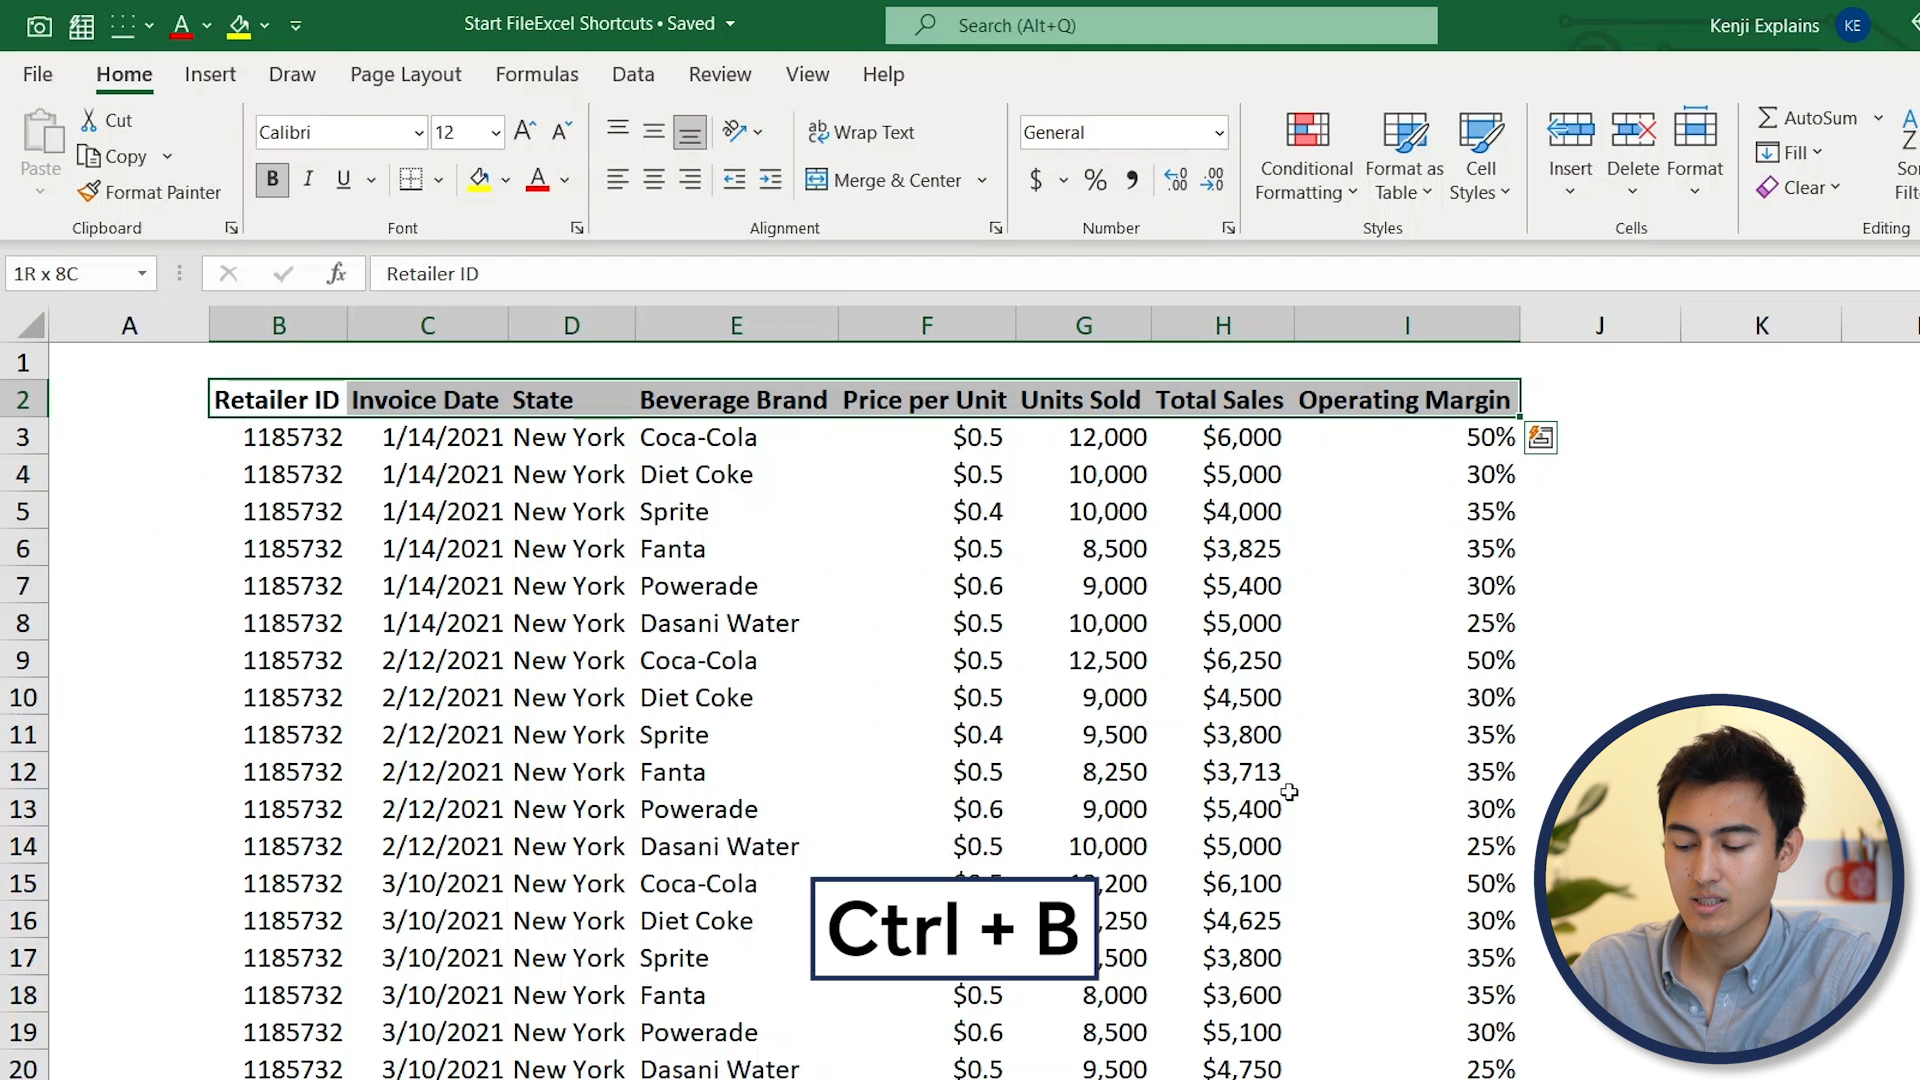 Start FileExcel Shortcuts • Saved
Search (Alt+Q)
Kenji Explains
KE
File Home Insert Draw Page Layout Formulas Data Review View Help
Paste
Cut
Copy
Format Painter
Clipboard
Calibri 12
B I U
Font
Wrap Text
Merge & Center
Alignment
General
$ % 9
Number
Conditional Formatting
Format as Table
Cell Styles
Styles
Insert Delete Format
Cells
AutoSum
Fill
Clear
Editing
1R x 8C fx Retailer ID
A B C D E F G H I J K
1
2 Retailer ID Invoice Date State Beverage Brand Price per Unit Units Sold Total Sales Operating Margin
3 1185732 1/14/2021 New York Coca-Cola $0.5 12,000 $6,000 50%
4 1185732 1/14/2021 New York Diet Coke $0.5 10,000 $5,000 30%
5 1185732 1/14/2021 New York Sprite $0.4 10,000 $4,000 35%
6 1185732 1/14/2021 New York Fanta $0.5 8,500 $3,825 35%
7 1185732 1/14/2021 New York Powerade $0.6 9,000 $5,400 30%
8 1185732 1/14/2021 New York Dasani Water $0.5 10,000 $5,000 25%
9 1185732 2/12/2021 New York Coca-Cola $0.5 12,500 $6,250 50%
10 1185732 2/12/2021 New York Diet Coke $0.5 9,000 $4,500 30%
11 1185732 2/12/2021 New York Sprite $0.4 9,500 $3,800 35%
12 1185732 2/12/2021 New York Fanta $0.5 8,250 $3,713 35%
13 1185732 2/12/2021 New York Powerade $0.6 9,000 $5,400 30%
14 1185732 2/12/2021 New York Dasani Water $0.5 10,000 $5,000 25%
15 1185732 3/10/2021 New York Coca-Cola ,200 $6,100 50%
16 1185732 3/10/2021 New York Diet Coke ,250 $4,625 30%
17 1185732 3/10/2021 New York Sprite ,500 $3,800 35%
18 1185732 3/10/2021 New York Fanta $0.5 8,000 $3,600 35%
19 1185732 3/10/2021 New York Powerade $0.6 8,500 $5,100 30%
20 1185732 3/10/2021 New York Dasani Water $0.5 9,500 $4,750 25%
Ctrl + B